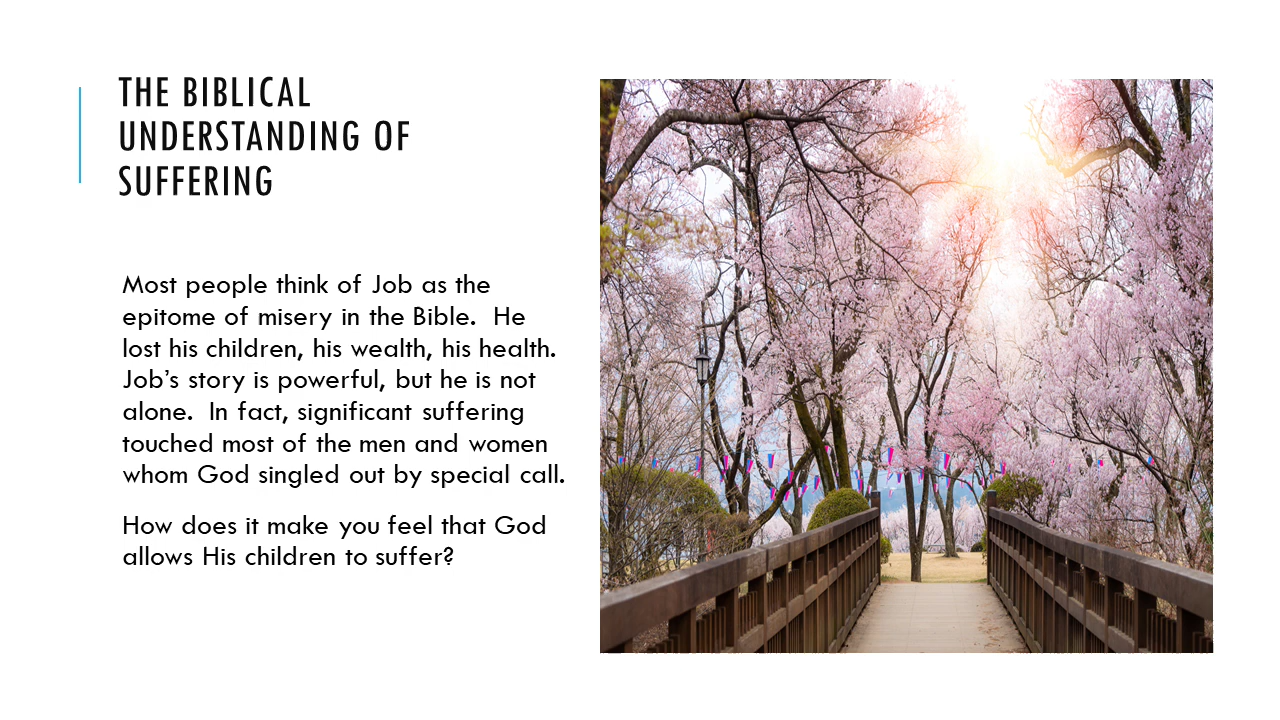 THE BIBLICAL
UNDERSTANDING OF
SUFFERING
Most people think of Job as the
epitome of misery in the Bible.  He
lost his children, his wealth, his health.
Job’s story is powerful, but he is not
alone.  In fact, significant suffering
touched most of the men and women
whom God singled out by special call.
How does it make you feel that God
allows His children to suffer?